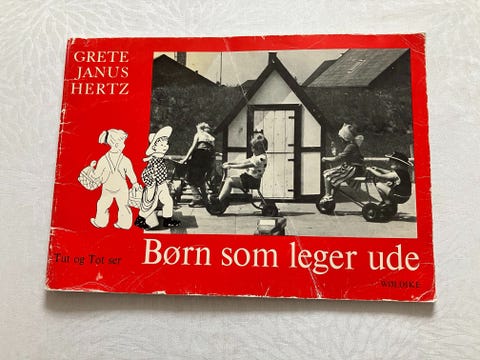 GRETE
JANUS
HERTZ
Tut og Tot ser
Børn som leger ude
WØLDIKE